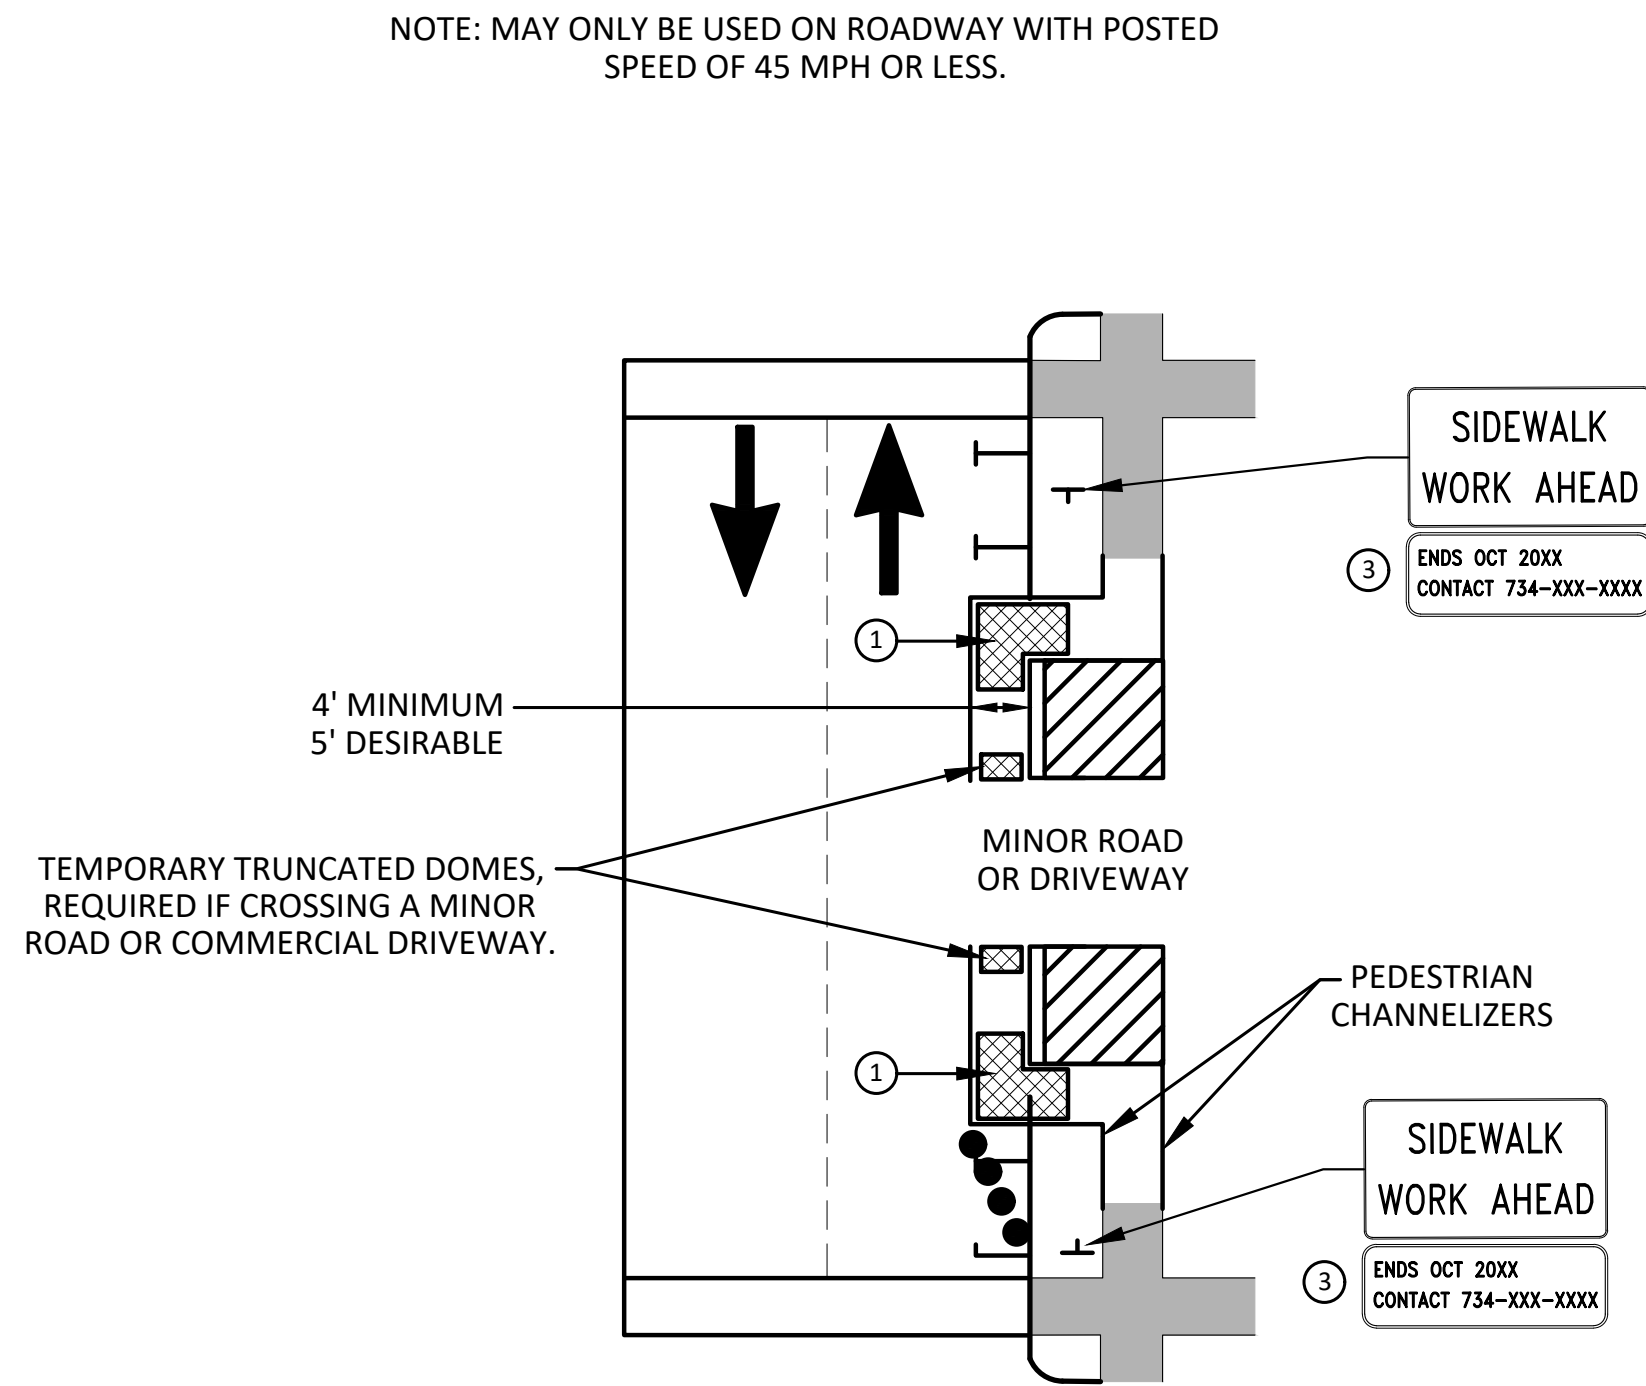 NOTE: MAY ONLY BE USED ON ROADWAY WITH POSTED
SPEED OF 45 MPH OR LESS.
SIDEWALK
WORK AHEAD
3
ENDS OCT 20XX
CONTACT 734-XXX-XXXX
1
4' MINIMUM
5' DESIRABLE
MINOR ROAD
OR DRIVEWAY
TEMPORARY TRUNCATED DOMES,
REQUIRED IF CROSSING A MINOR
ROAD OR COMMERCIAL DRIVEWAY.
PEDESTRIAN
CHANNELIZERS
1
SIDEWALK
WORK AHEAD
3
ENDS OCT 20XX
CONTACT 734-XXX-XXXX